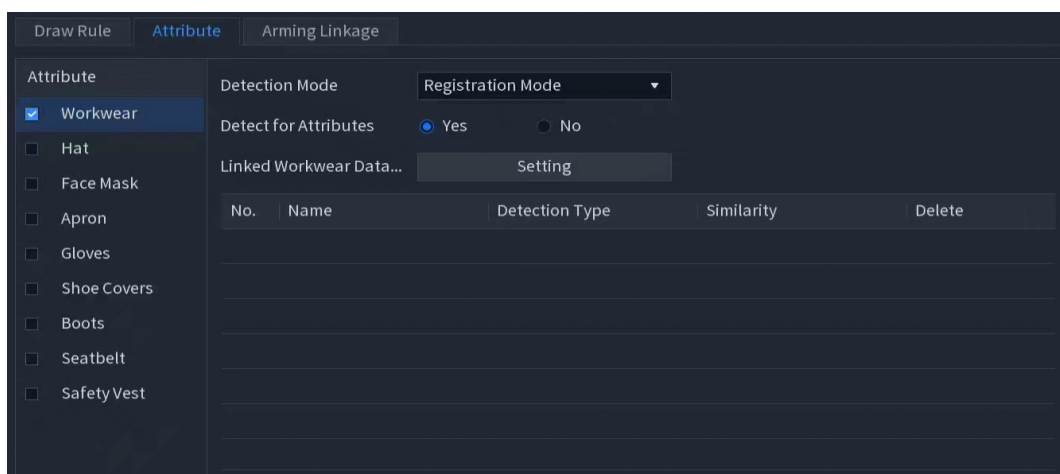 Draw Rule Attribute Arming Linkage
Attribute
Workwear
Hat
Face Mask
Apron
Gloves
Shoe Covers
Boots
Seatbelt
Safety Vest
Detection Mode Registration Mode
Detect for Attributes Yes No
Linked Workwear Data... Setting
No. Name Detection Type Similarity Delete